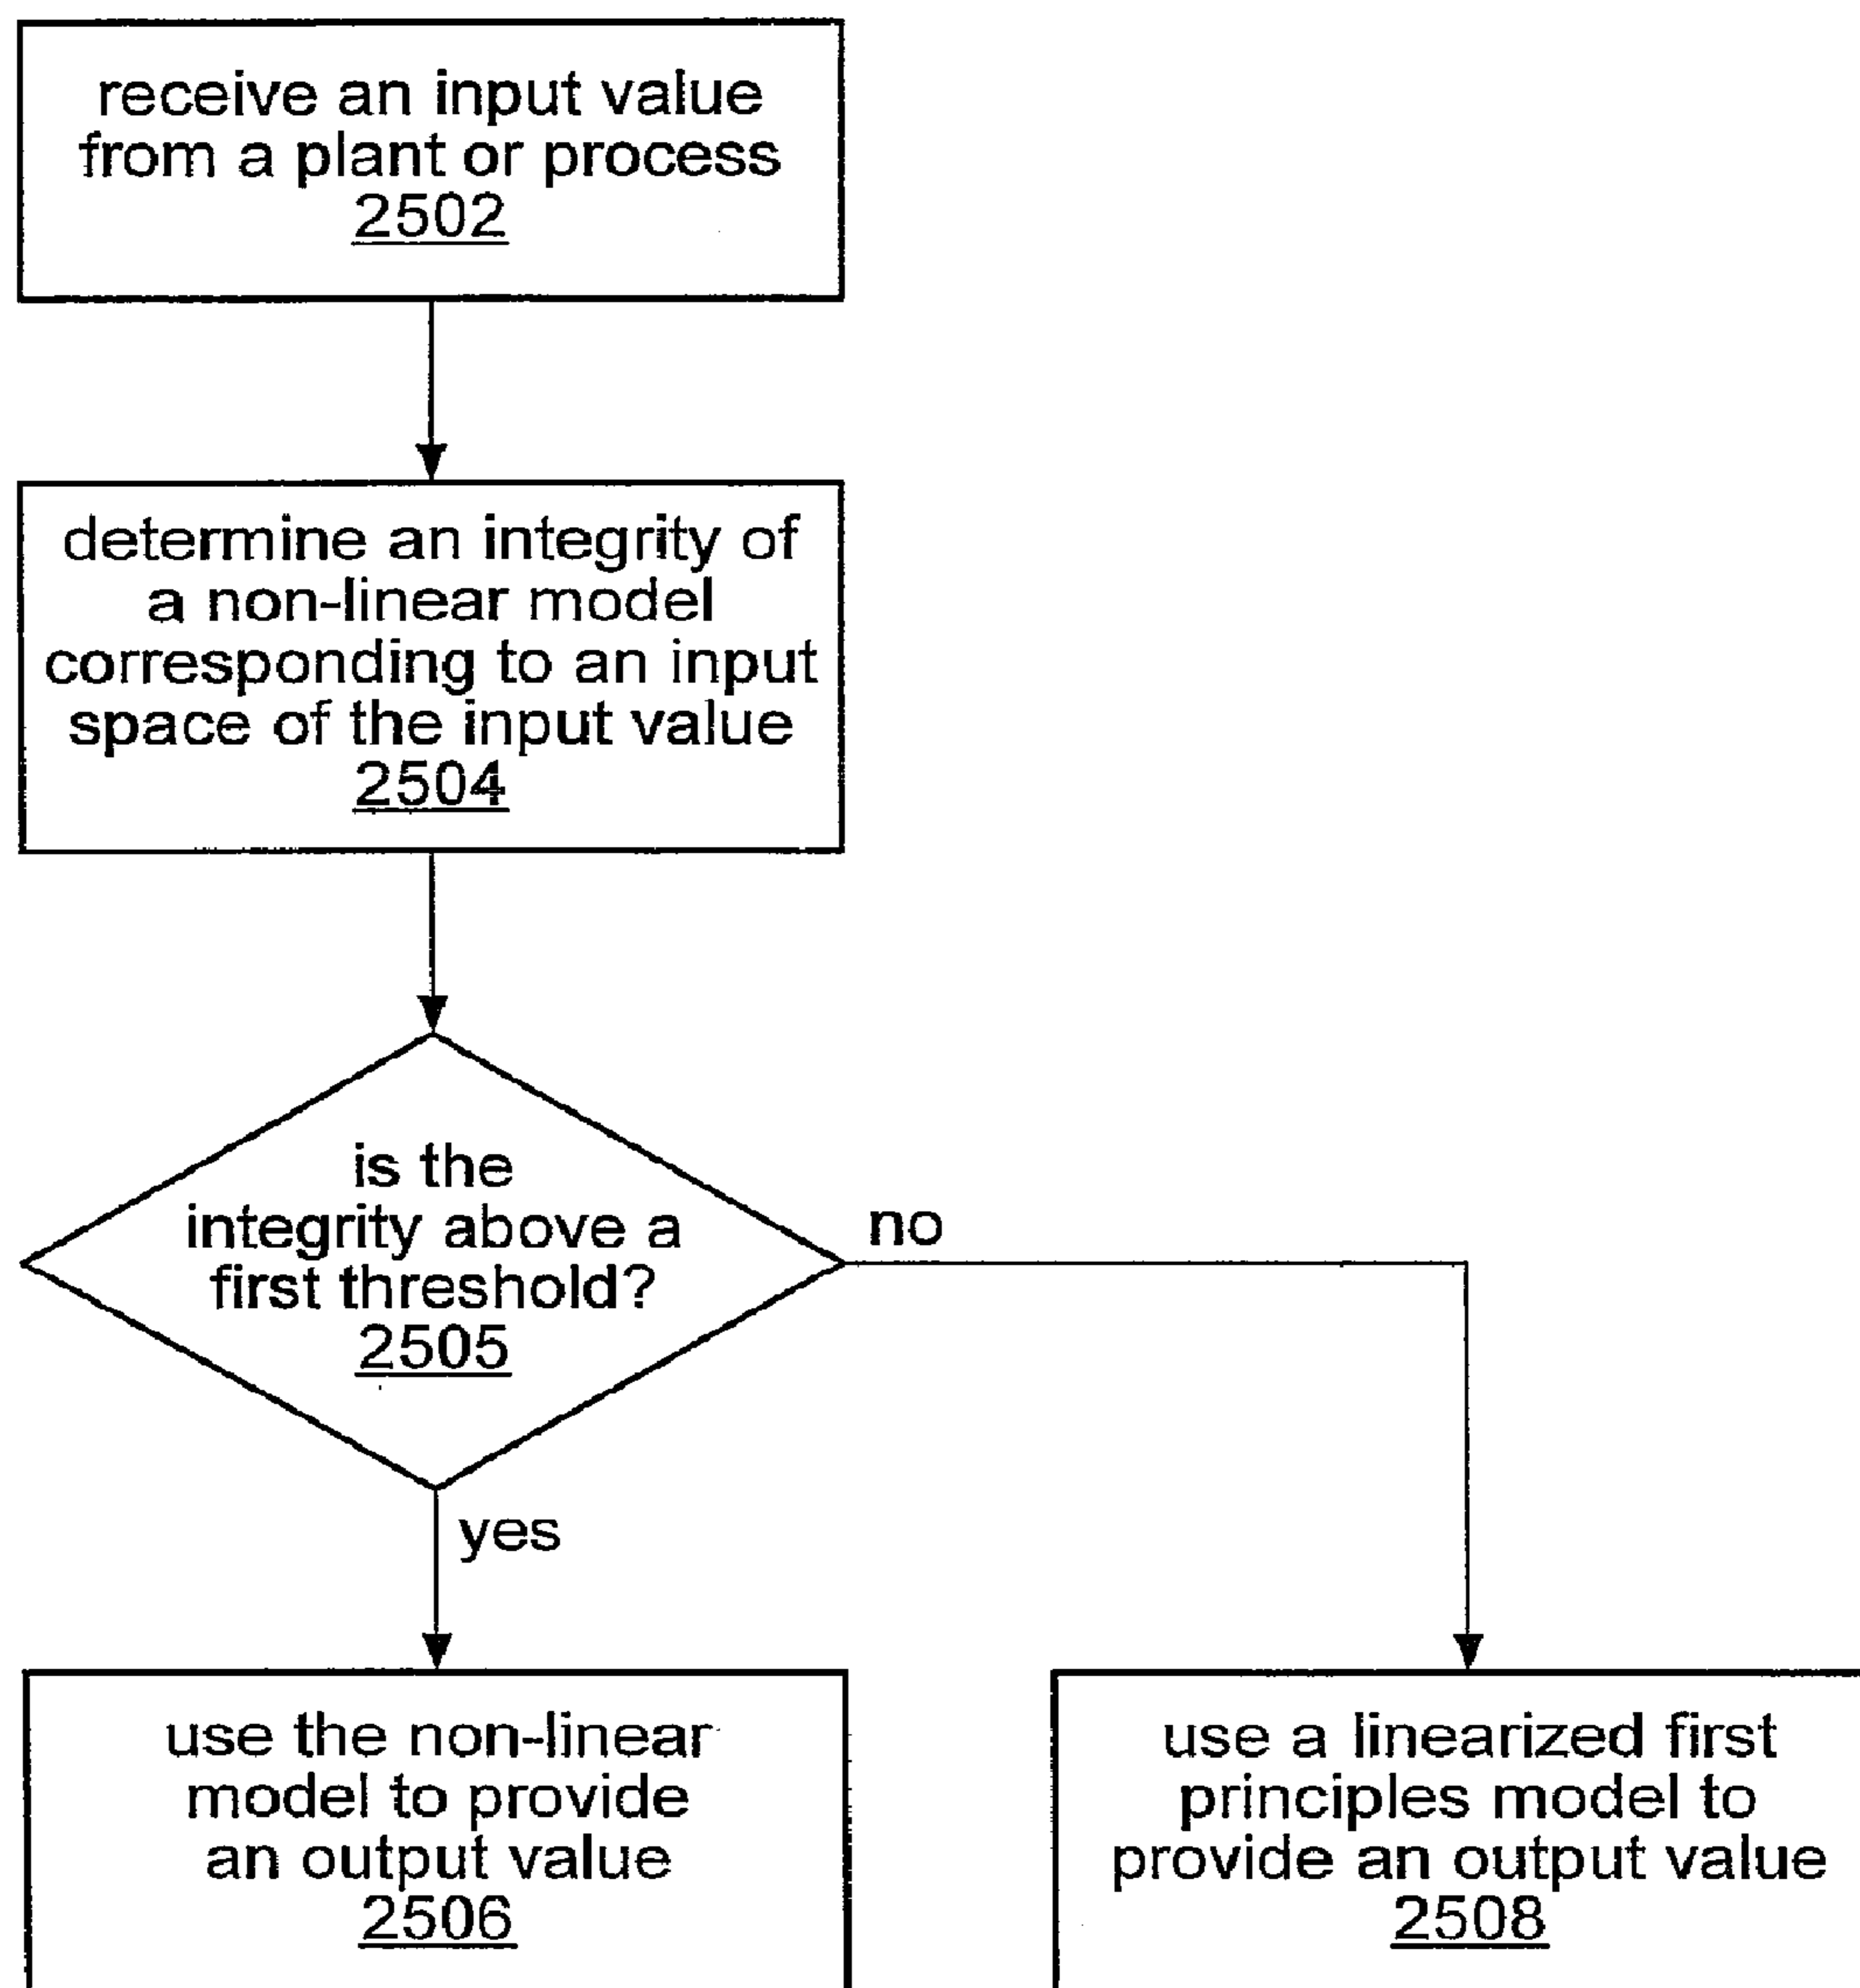 receive an input value
from a plant or process
2502
determine an integrity of
a non-linear model
corresponding to an input
space of the input value
2504
is the
integrity above a
first threshold?
2505
no
yes
use the non-linear
model to provide
an output value
2506
use a linearized first
principles model to
provide an output value
2508